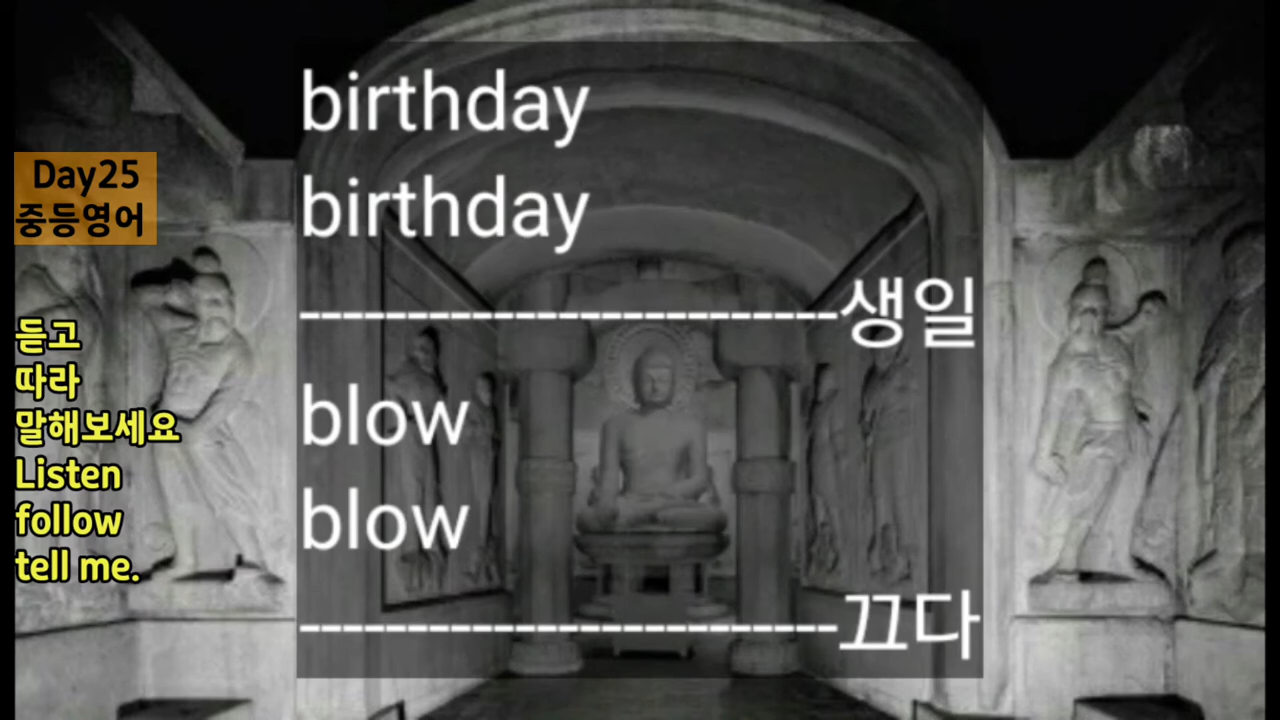 Day25
중등영어
듣고
따라
말해보세요
Listen
follow
tell me.
birthday
birthday
-------------------------생일
blow
blow
-------------------------끄다